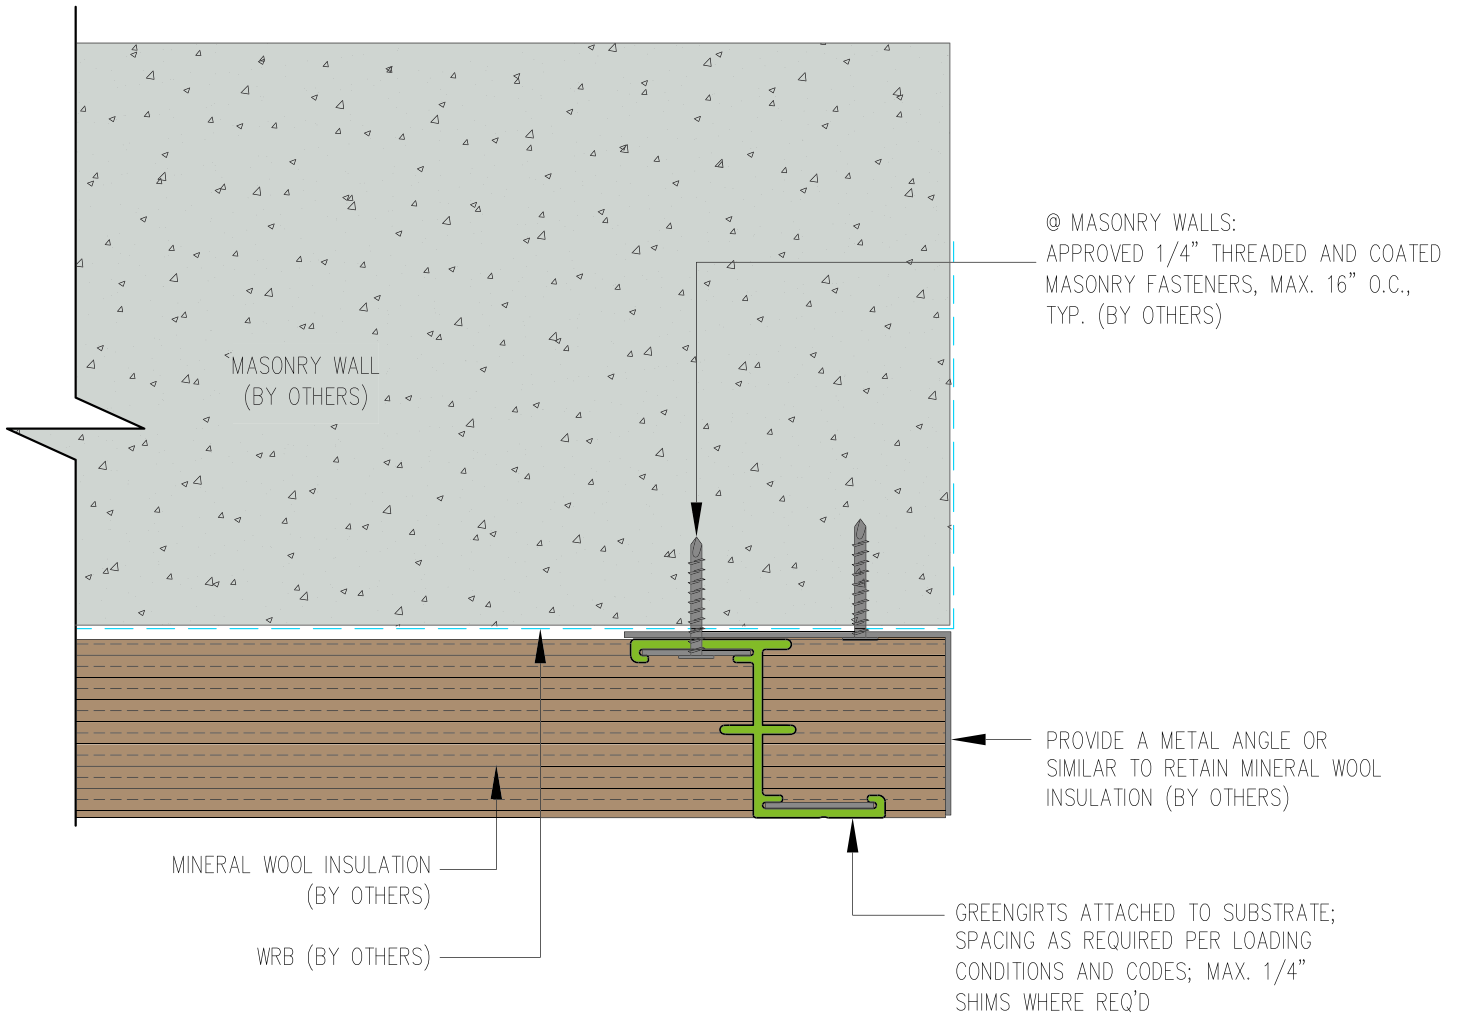 @ MASONRY WALLS:
APPROVED 1/4” THREADED AND COATED
MASONRY FASTENERS, MAX. 16” O.C.,
TYP. (BY OTHERS)
MASONRY WALL
(BY OTHERS)
PROVIDE A METAL ANGLE OR
SIMILAR TO RETAIN MINERAL WOOL
INSULATION (BY OTHERS)
MINERAL WOOL INSULATION
(BY OTHERS)
WRB (BY OTHERS)
GREENGIRTS ATTACHED TO SUBSTRATE;
SPACING AS REQUIRED PER LOADING
CONDITIONS AND CODES; MAX. 1/4”
SHIMS WHERE REQ’D